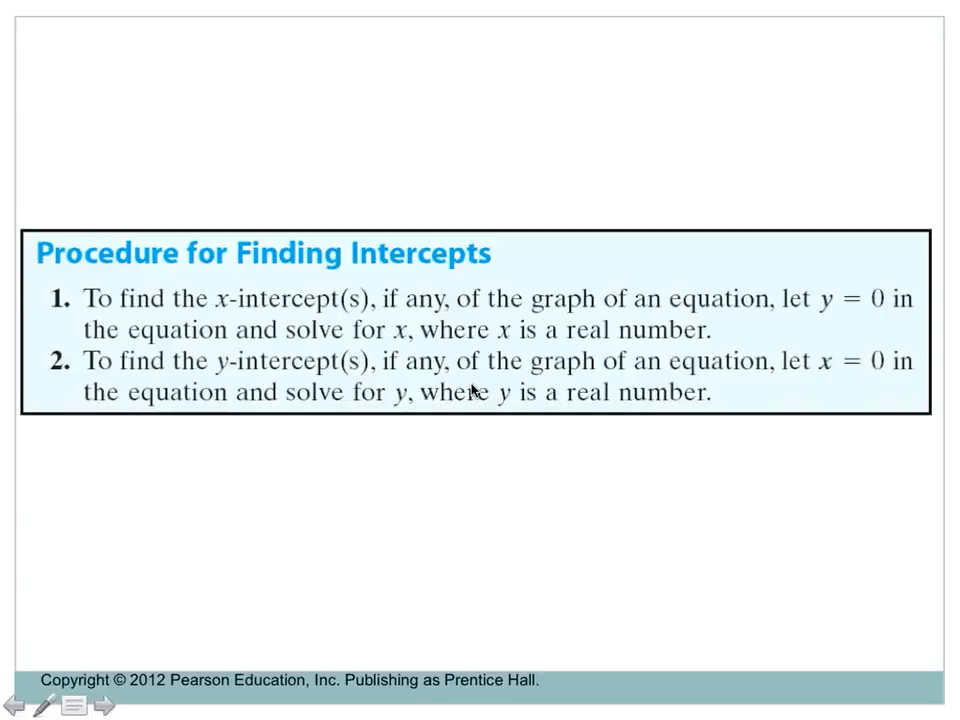 Procedure for Finding Intercepts
1. To find the x-intercept(s), if any, of the graph of an equation, let y = 0 in
the equation and solve for x, where x is a real number.
2. To find the y-intercept(s), if any, of the graph of an equation, let x = 0 in
the equation and solve for y, where y is a real number.
Copyright © 2012 Pearson Education, Inc. Publishing as Prentice Hall.